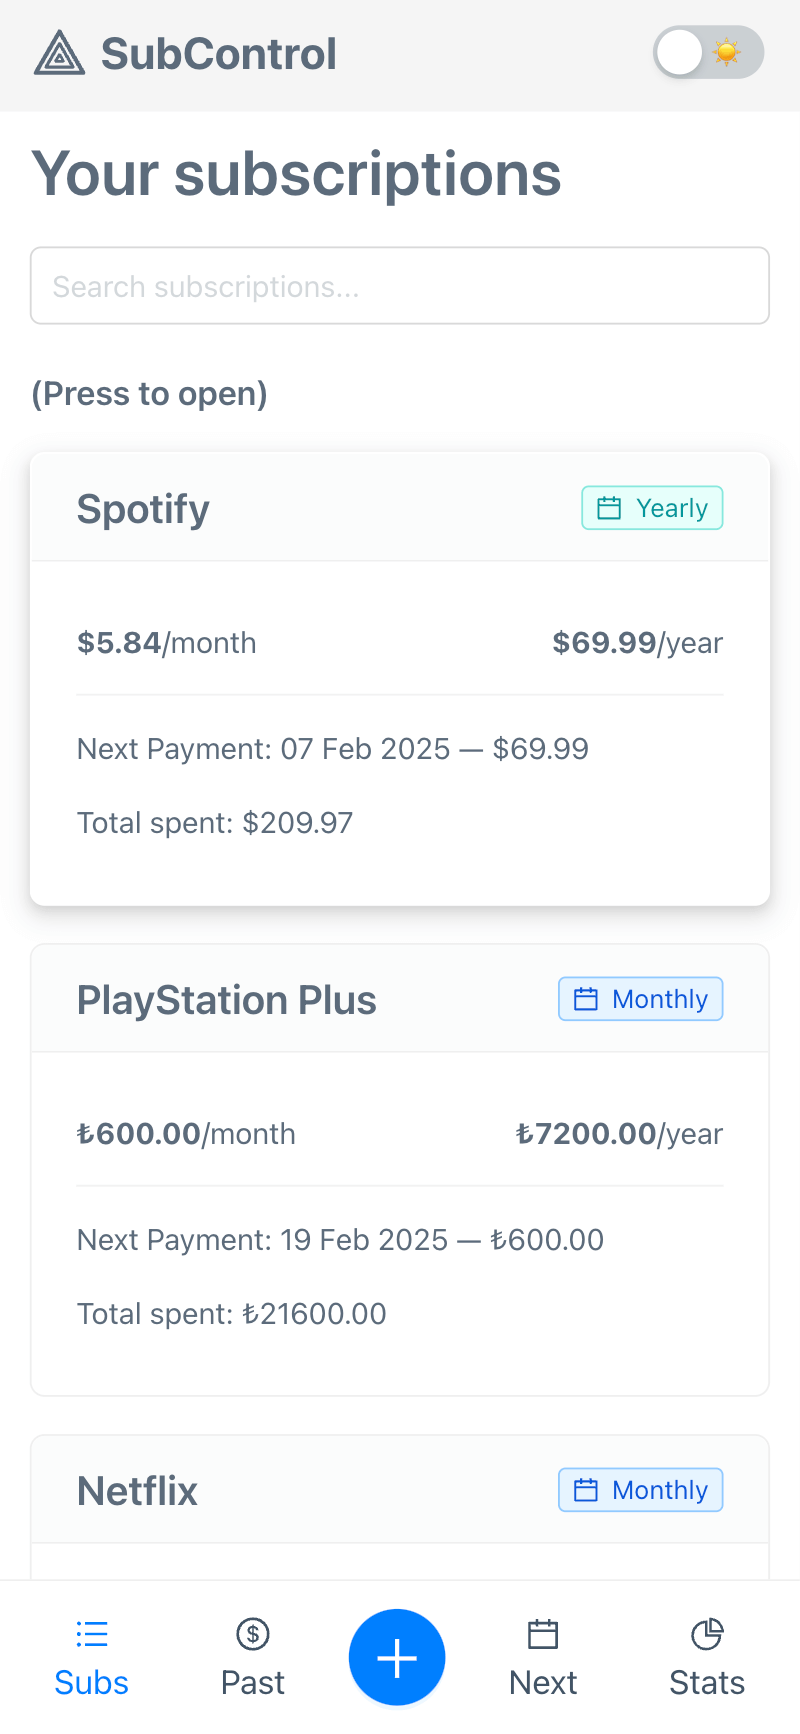 SubControl
Your subscriptions
Search subscriptions...
(Press to open)
Spotify
Yearly
$5.84/month
$69.99/year
Next Payment: 07 Feb 2025 — $69.99
Total spent: $209.97
PlayStation Plus
Monthly
₺600.00/month
₺7200.00/year
Next Payment: 19 Feb 2025 — ₺600.00
Total spent: ₺21600.00
Netflix
Monthly
Subs
Past
Next
Stats